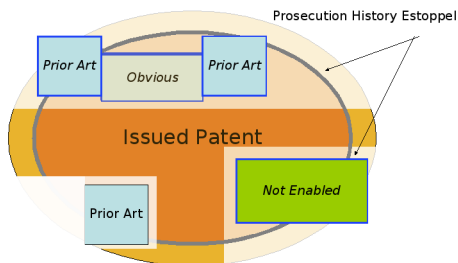 Prosecution History Estoppel
Prior Art
Prior Art
Obvious
Issued Patent
Not Enabled
Prior Art